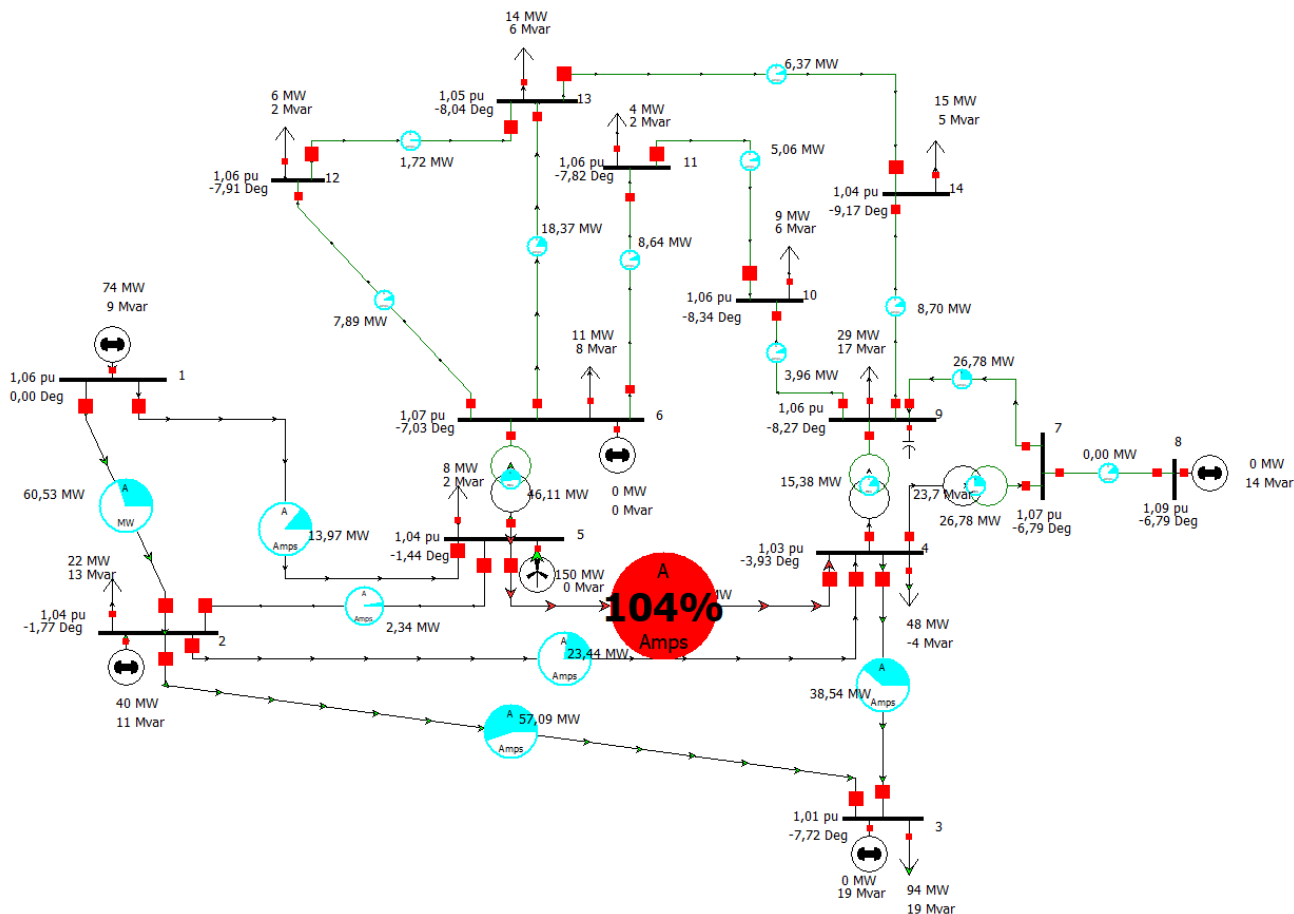 14 MW
6 Mvar
6,37 MW
1,05 pu
-8,04 Deg
13
6 MW
2 Mvar
4 MW
2 Mvar
15 MW
5 Mvar
1,72 MW
5,06 MW
1,06 pu
-7,91 Deg
12
1,06 pu
-7,82 Deg
11
1,04 pu
-9,17 Deg
14
18,37 MW
8,64 MW
9 MW
6 Mvar
7,89 MW
1,06 pu
-8,34 Deg
10
8,70 MW
74 MW
9 Mvar
11 MW
8 Mvar
29 MW
17 Mvar
3,96 MW
26,78 MW
1,06 pu
0,00 Deg
1
1,07 pu
-7,03 Deg
6
1,06 pu
-8,27 Deg
9
7
8
0,00 MW
0 MW
14 Mvar
8 MW
2 Mvar
A
46,11 MW
0 MW
0 Mvar
A
15,38 MW
23,7 Mvar
26,78 MW
1,07 pu
-6,79 Deg
1,09 pu
-6,79 Deg
60,53 MW
A
MW
A
13,97 MW
Amps
1,04 pu
-1,44 Deg
5
1,03 pu
-3,93 Deg
4
22 MW
13 Mvar
150 MW
0 Mvar
A
104%
Amps
MW
A
Amps
2,34 MW
48 MW
-4 Mvar
1,04 pu
-1,77 Deg
2
A
23,44 MW
Amps
40 MW
11 Mvar
A
38,54 MW
Amps
A
57,09 MW
Amps
1,01 pu
-7,72 Deg
3
0 MW
19 Mvar
94 MW
19 Mvar